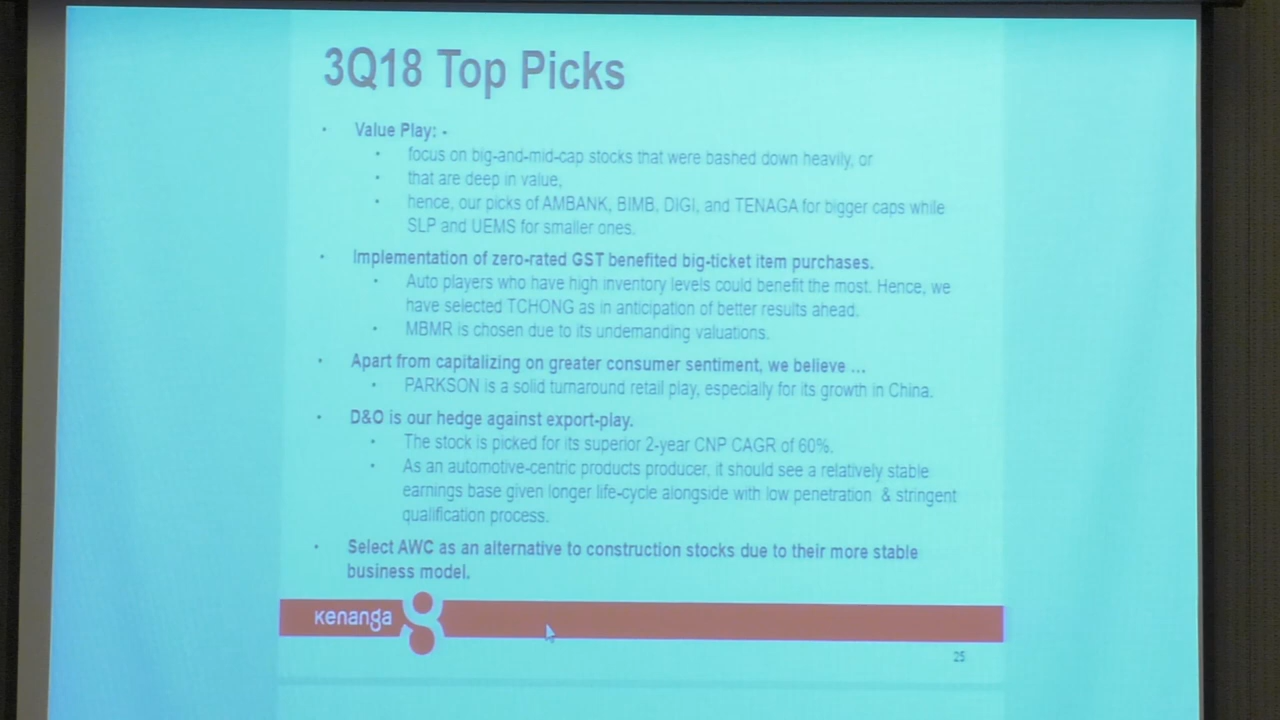 3Q18 Top Picks
• Value Play: -
• focus on big-and-mid-cap stocks that were bashed down heavily, or
• that are deep in value,
• hence, our picks of AMBANK, BIMB, DIGI, and TENAGA for bigger caps while
SLP and UEMS for smaller ones.
• Implementation of zero-rated GST benefited big-ticket item purchases.
• Auto players who have high inventory levels could benefit the most. Hence, we
have selected TCHONG as in anticipation of better results ahead.
• MBMR is chosen due to its undemanding valuations.
• Apart from capitalizing on greater consumer sentiment, we believe ...
• PARKSON is a solid turnaround retail play, especially for its growth in China.
• D&O is our hedge against export-play.
• The stock is picked for its superior 2-year CNP CAGR of 60%.
• As an automotive-centric products producer, it should see a relatively stable
earnings base given longer life-cycle alongside with low penetration & stringent
qualification process.
• Select AWC as an alternative to construction stocks due to their more stable
business model.
kenanga
25